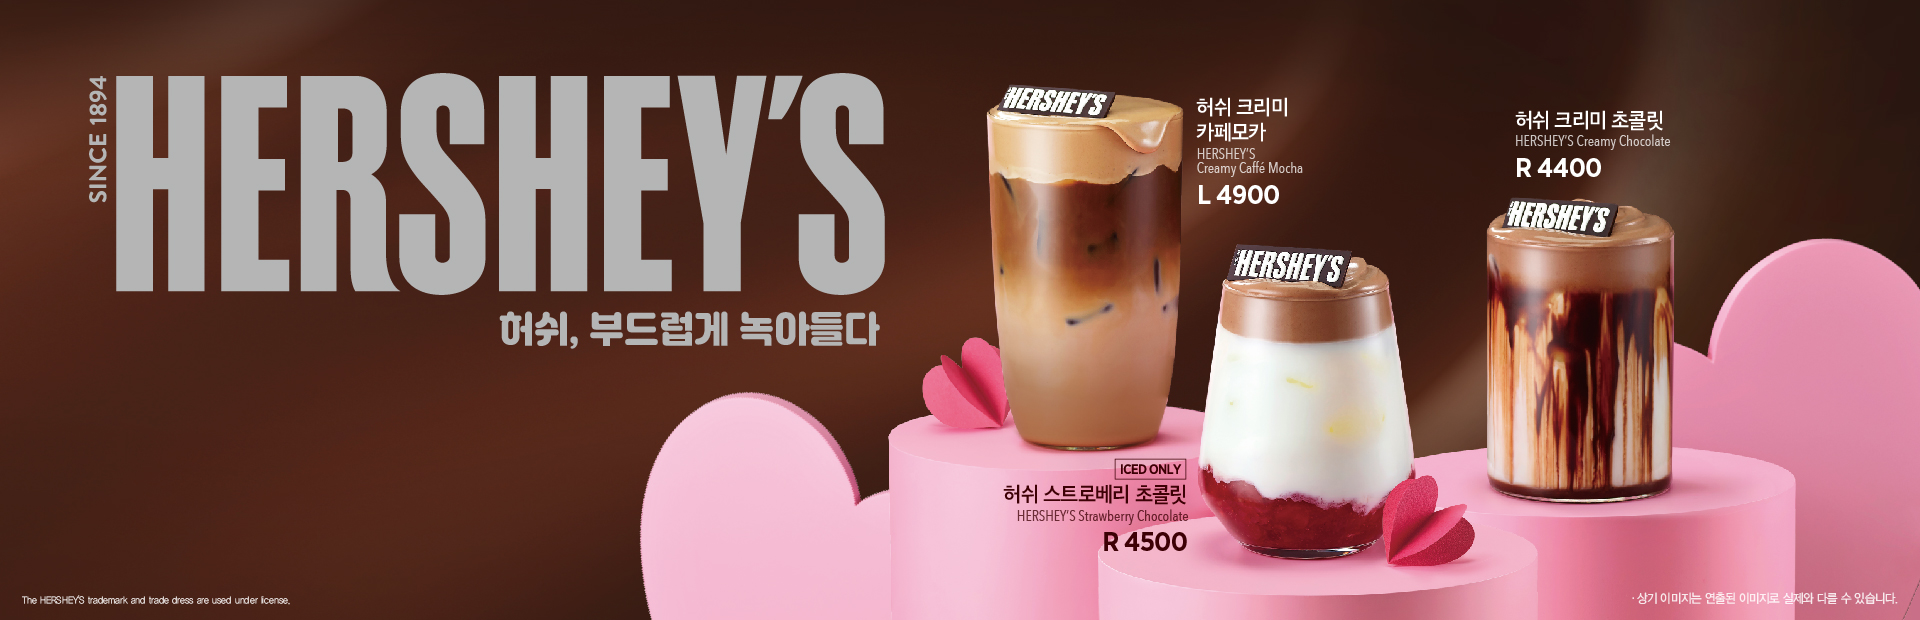 SINCE 1894
HERSHEY'S
허쉬, 부드럽게 녹아들다
HERSHEY'S
허쉬 크리미
카페모카
HERSHEY'S
Creamy Caffé Mocha
L 4900
HERSHEY'S
ICED ONLY
허쉬 스트로베리 초콜릿
HERSHEY'S Strawberry Chocolate
R 4500
허쉬 크리미 초콜릿
HERSHEY'S Creamy Chocolate
R 4400
HERSHEY'S
The HERSHEY'S trademark and trade dress are used under license.
· 상기 이미지는 연출된 이미지로 실제와 다를 수 있습니다.